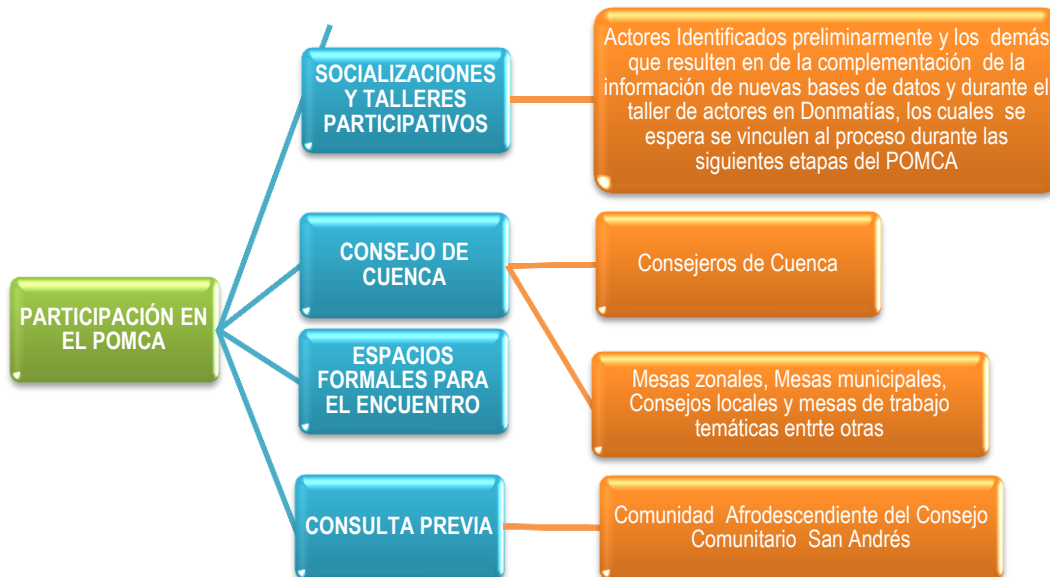 PARTICIPACIÓN EN
EL POMCA
SOCIALIZACIONES
Y TALLERES
PARTICIPATIVOS
Actores Identificados preliminarmente y los demás
que resulten en de la complementación de la
información de nuevas bases de datos y durante el
taller de actores en Donmatías, los cuales se
espera se vinculen al proceso durante las
siguientes etapas del POMCA
CONSEJO DE
CUENCA
Consejeros de Cuenca
Mesas zonales, Mesas municipales,
Consejos locales y mesas de trabajo
temáticas entrte otras
ESPACIOS
FORMALES PARA
EL ENCUENTRO
CONSULTA PREVIA
Comunidad Afrodescendiente del Consejo
Comunitario San Andrés